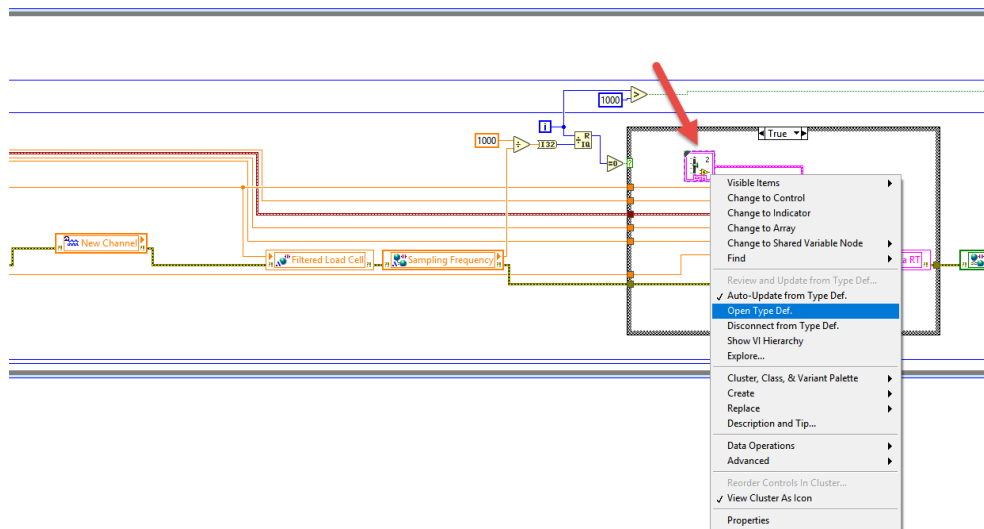 1000
>
i
1000
÷
I32
R
IQ
=0
?
True
2
New Channel
Filtered Load Cell
Sampling Frequency
a RT
Visible Items
Change to Control
Change to Indicator
Change to Array
Change to Shared Variable Node
Find
Review and Update from Type Def...
✓ Auto-Update from Type Def.
Open Type Def.
Disconnect from Type Def.
Show VI Hierarchy
Explore...
Cluster, Class, & Variant Palette
Create
Replace
Description and Tip...
Data Operations
Advanced
Reorder Controls In Cluster...
✓ View Cluster As Icon
Properties